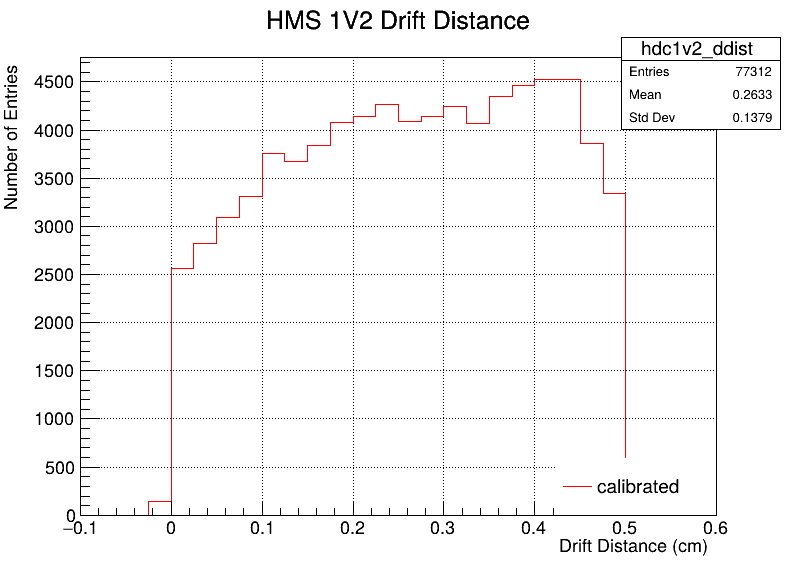 HMS 1V2 Drift Distance
hdc1v2_ddist
Entries 77312
Mean 0.2633
Std Dev 0.1379
Number of Entries
4500
4000
3500
3000
2500
2000
1500
1000
500
0
−0.1 0 0.1 0.2 0.3 0.4 0.5 0.6
Drift Distance (cm)
calibrated